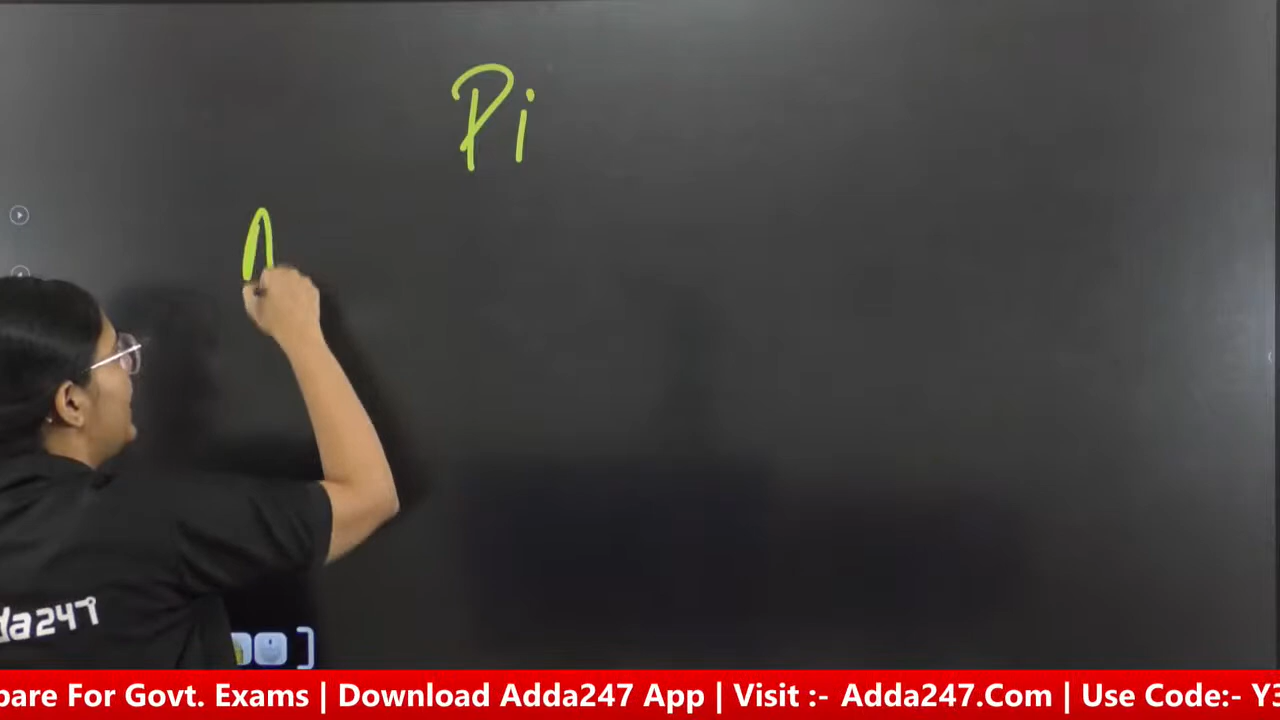 Pi
da247
pare For Govt. Exams | Download Adda247 App | Visit :- Adda247.Com | Use Code:- Y3